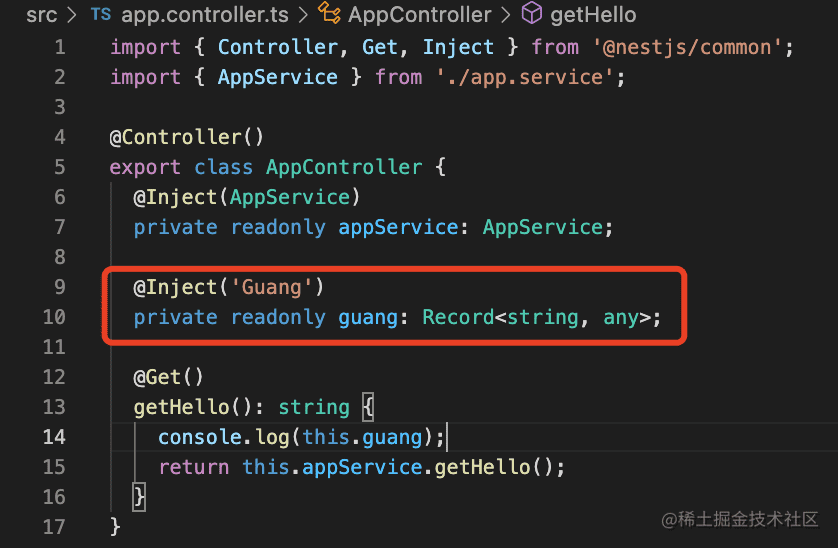 src > TS app.controller.ts > AppController > getHello
1 import { Controller, Get, Inject } from '@nestjs/common';
2 import { AppService } from './app.service';
3
4 @Controller()
5 export class AppController {
6 @Inject(AppService)
7 private readonly appService: AppService;
8
9 @Inject('Guang')
10 private readonly guang: Record<string, any>;
11
12 @Get()
13 getHello(): string {
14 console.log(this.guang);
15 return this.appService.getHello();
16 }
17 }
@稀土掘金技术社区